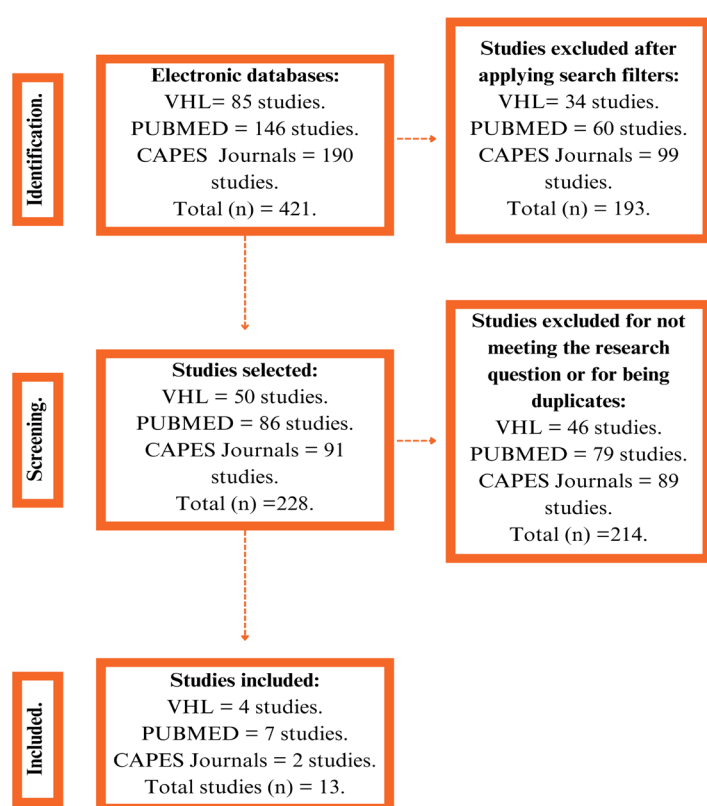 Identification.
Electronic databases:
VHL= 85 studies.
PUBMED = 146 studies.
CAPES Journals = 190
studies.
Total (n) = 421.
Studies excluded after
applying search filters:
VHL= 34 studies.
PUBMED = 60 studies.
CAPES Journals = 99
studies.
Total (n) = 193.
Screening.
Studies selected:
VHL = 50 studies.
PUBMED = 86 studies.
CAPES Journals = 91
studies.
Total (n) =228.
Studies excluded for not
meeting the research
question or for being
duplicates:
VHL = 46 studies.
PUBMED = 79 studies.
CAPES Journals = 89
studies.
Total (n) =214.
Included.
Studies included:
VHL = 4 studies.
PUBMED = 7 studies.
CAPES Journals = 2 studies.
Total studies (n) = 13.